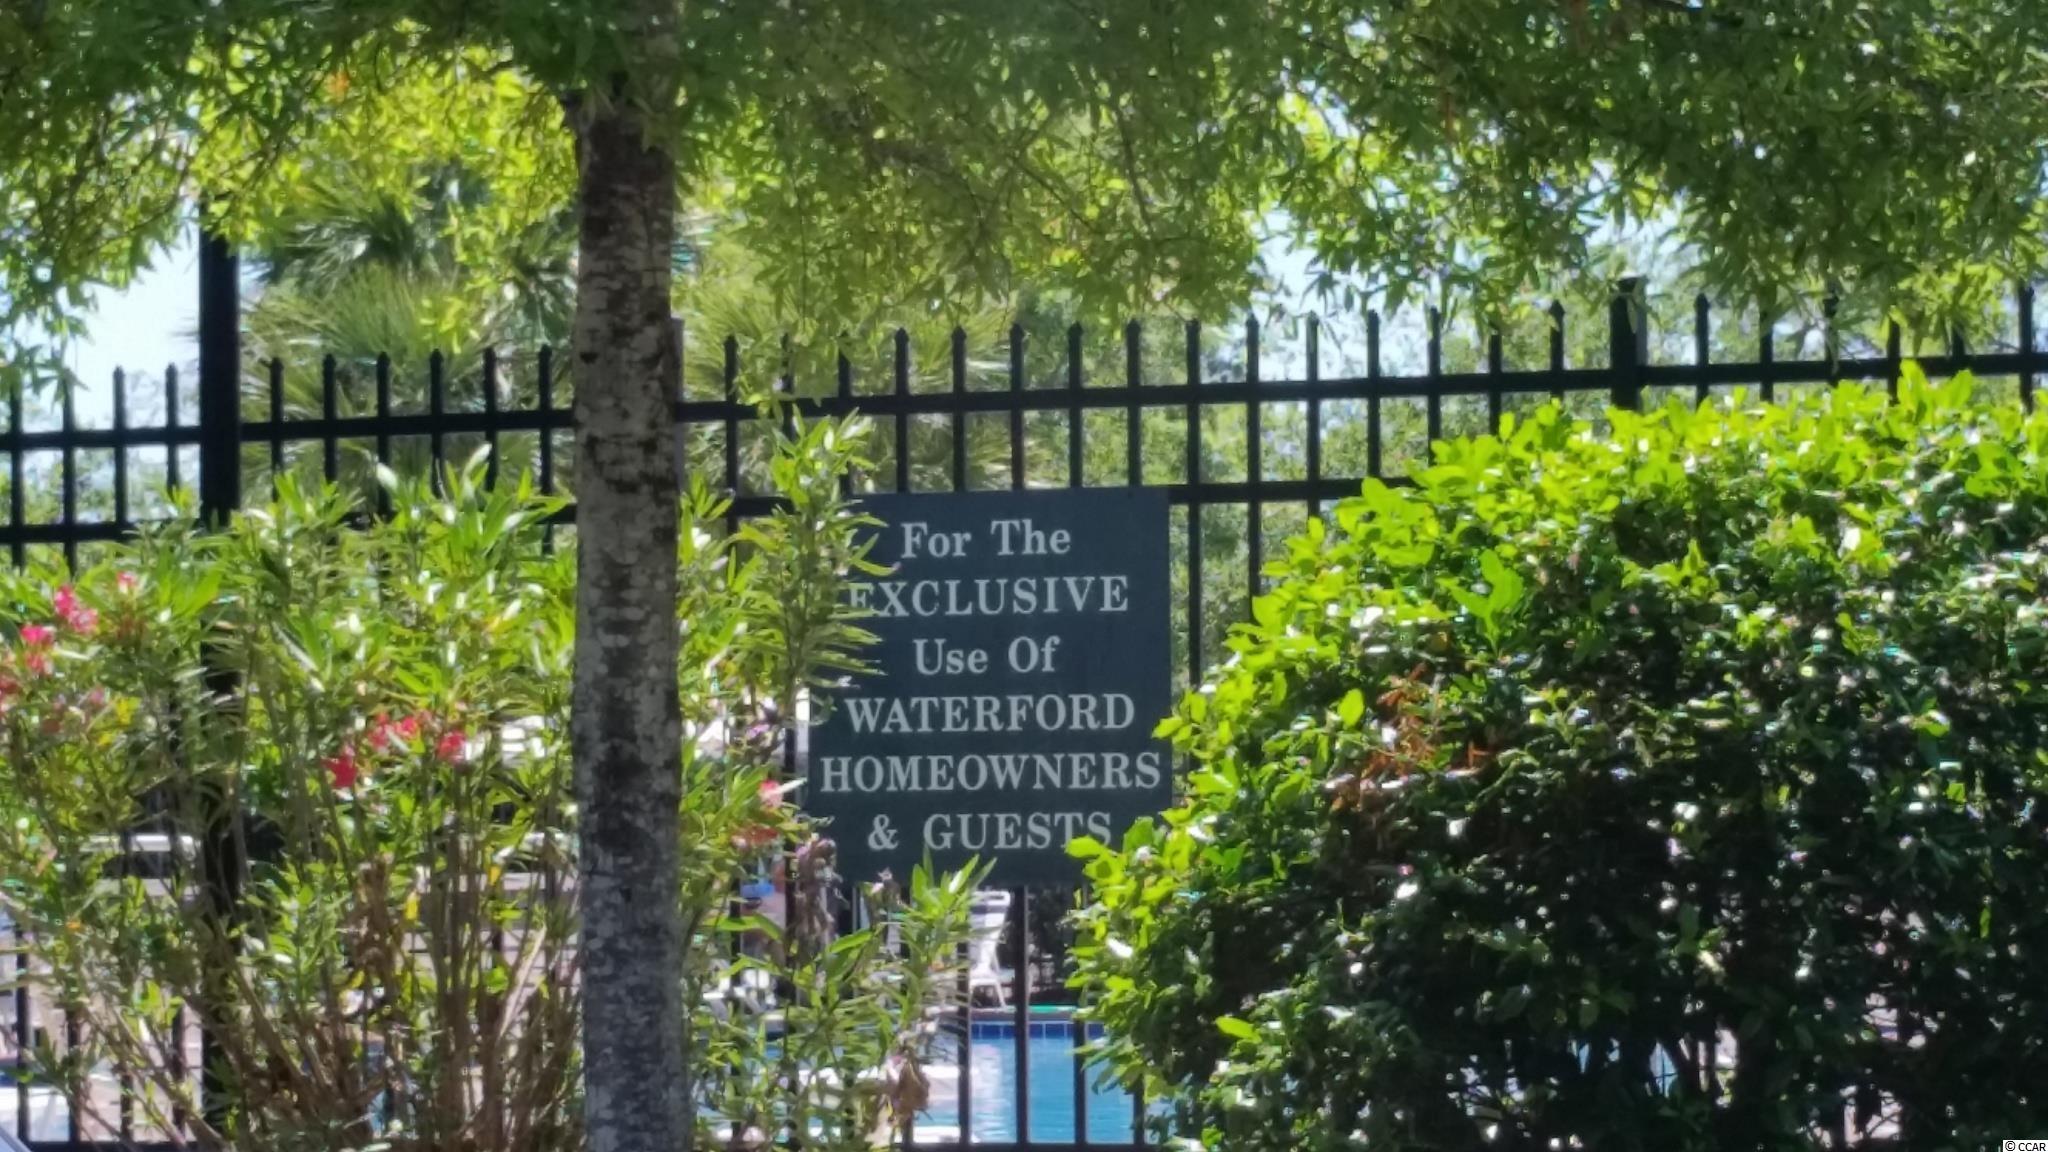 For The
EXCLUSIVE
Use Of
WATERFORD
HOMEOWNERS
& GUESTS
© CCAR